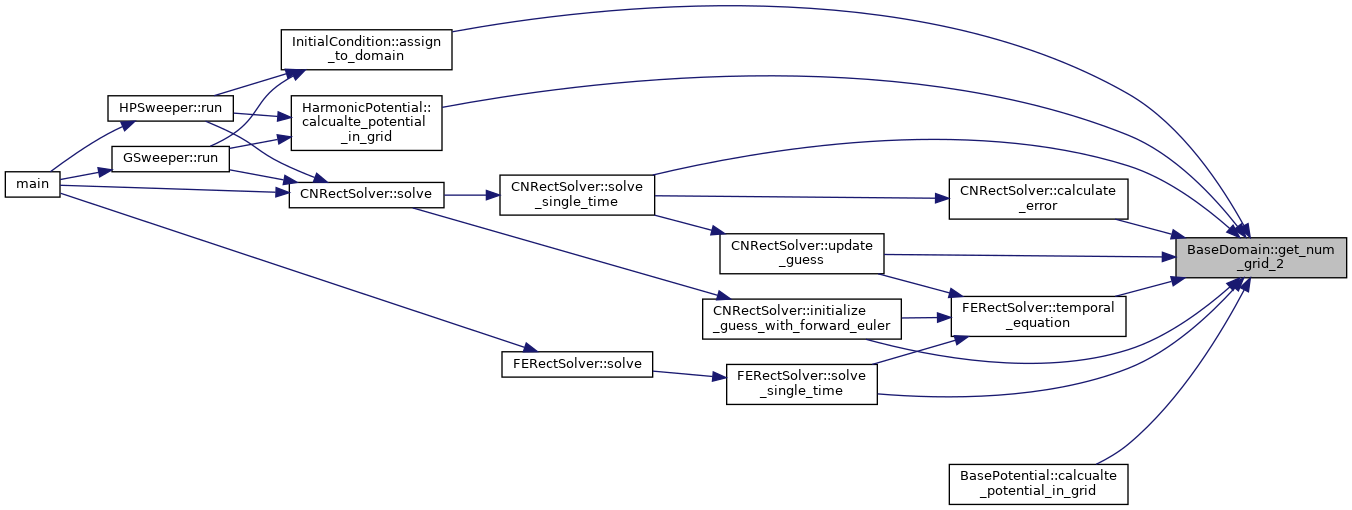 InitialCondition::assign
_to_domain
HPSweeper::run
HarmonicPotential::
calcualte_potential
_in_grid
GSweeper::run
main
CNRectSolver::solve
CNRectSolver::solve
_single_time
CNRectSolver::calculate
_error
CNRectSolver::update
_guess
BaseDomain::get_num
_grid_2
CNRectSolver::initialize
_guess_with_forward_euler
FERectSolver::temporal
_equation
FERectSolver::solve
FERectSolver::solve
_single_time
BasePotential::calcualte
_potential_in_grid